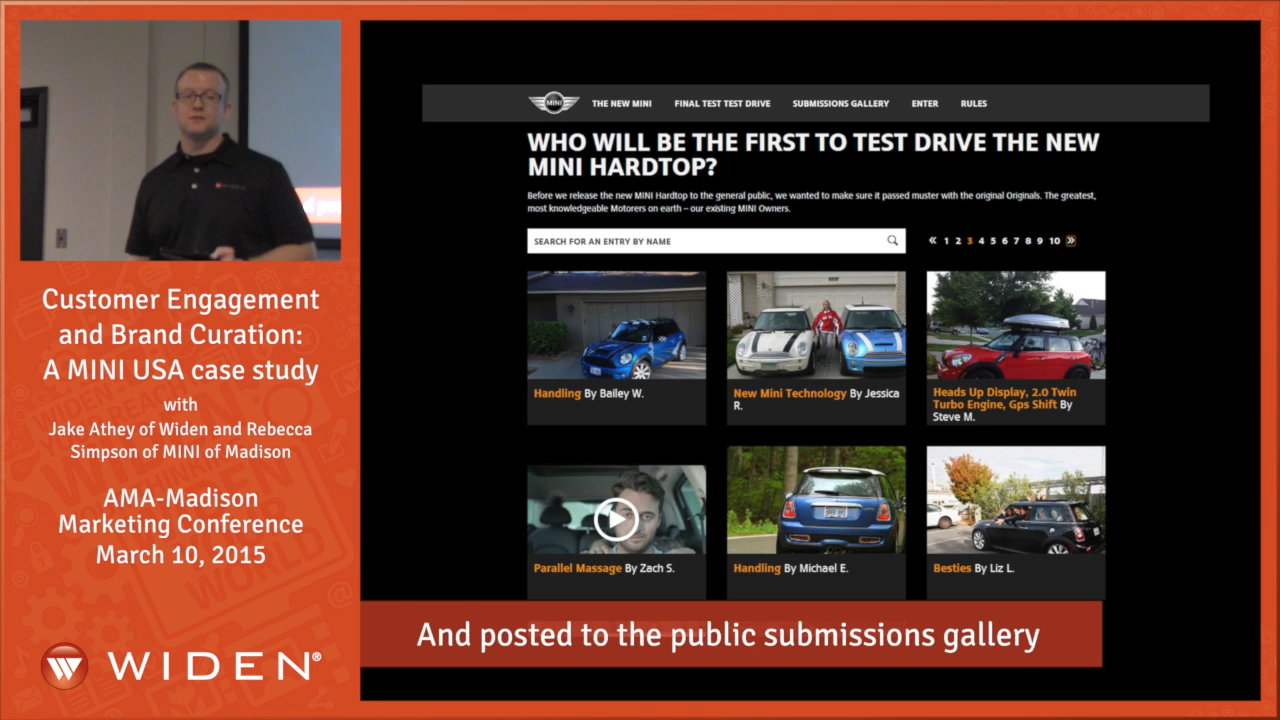 WIDEN
Customer Engagement
and Brand Curation:
A MINI USA case study
with
Jake Athey of Widen and Rebecca
Simpson of MINI of Madison
AMA-Madison
Marketing Conference
March 10, 2015
WIDEN®
MINI
THE NEW MINI FINAL TEST TEST DRIVE SUBMISSIONS GALLERY ENTER RULES
WHO WILL BE THE FIRST TO TEST DRIVE THE NEW
MINI HARDTOP?
Before we release the new MINI Hardtop to the general public, we wanted to make sure it passed muster with the original Originals. The greatest,
most knowledgeable Motorers on earth – our existing MINI Owners.
SEARCH FOR AN ENTRY BY NAME
« 1 2 3 4 5 6 7 8 9 10 »
Handling By Bailey W.
New Mini Technology By Jessica
R.
Heads Up Display, 2.0 Twin
Turbo Engine, Gps Shift By
Steve M.
Parallel Massage By Zach S.
Handling By Michael E.
Besties By Liz L.
And posted to the public submissions gallery